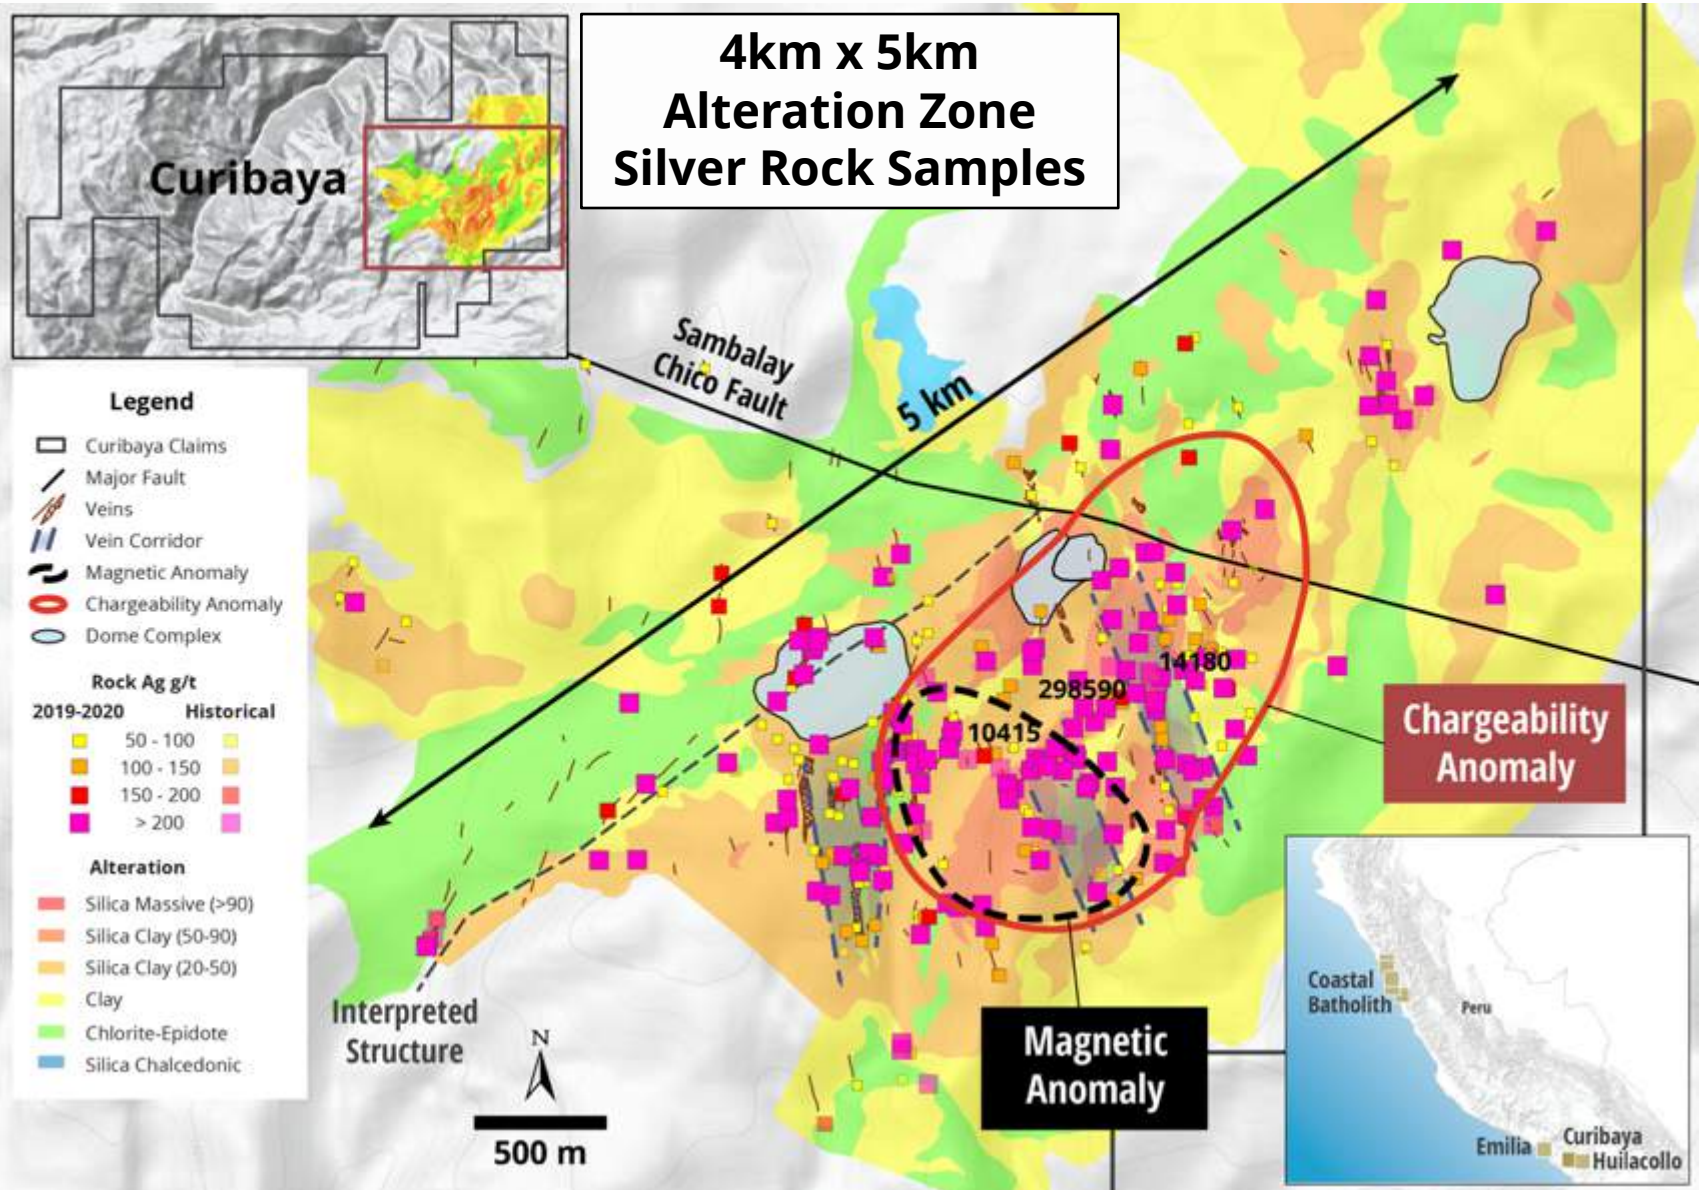 4km x 5km
Alteration Zone
Silver Rock Samples
Curibaya
Sambalay
Chico Fault
5 km
Legend
Curibaya Claims
Major Fault
Veins
Vein Corridor
Magnetic Anomaly
Chargeability Anomaly
Dome Complex
Rock Ag g/t
2019-2020 Historical
50 - 100
100 - 150
150 - 200
> 200
Alteration
Silica Massive (>90)
Silica Clay (50-90)
Silica Clay (20-50)
Clay
Chlorite-Epidote
Silica Chalcedonic
14180
298590
10415
Chargeability
Anomaly
Interpreted
Structure
N
500 m
Magnetic
Anomaly
Coastal
Batholith
Peru
Emilia
Curibaya
Huilacollo